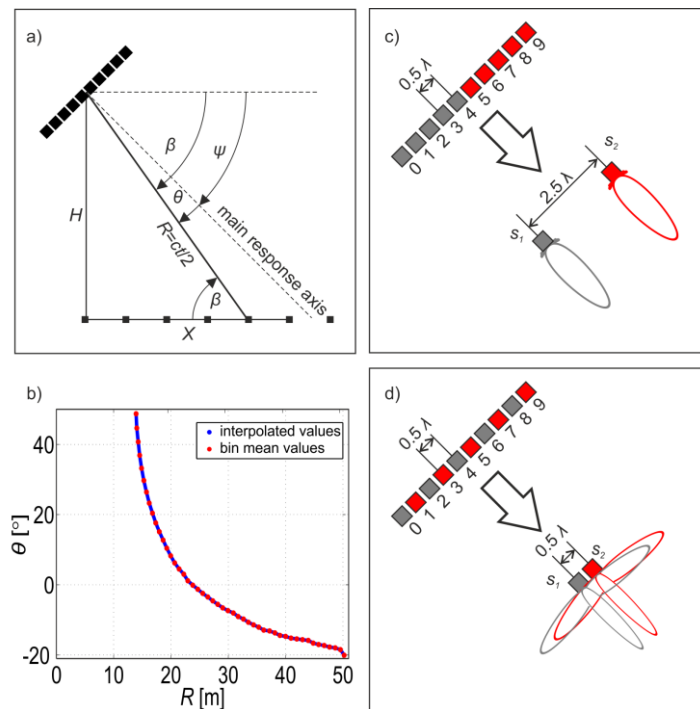 a)
β
ψ
θ
H
R=ct/2
main response axis
β
X
b)
interpolated values
bin mean values
40
20
0
-20
θ [°]
0
10
20
30
40
50
R [m]
c)
0.5 λ
0 1 2 3 4 5 6 7 8 9
s₂
2.5 λ
s₁
d)
0.5 λ
0 1 2 3 4 5 6 7 8 9
0.5 λ
s₂
s₁